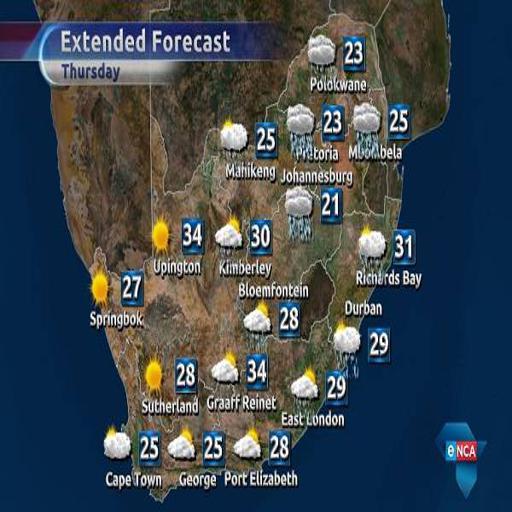 Extended Forecast
Thursday
23
Polokwane
23
25
Pretoria
Mbombela
25
Mahikeng
Johannesburg
21
34
Upington
30
Kimberley
31
Richards Bay
27
Springbok
Bloemfontein
28
Durban
29
28
Sutherland
34
Graaff Reinet
29
East London
25
Cape Town
25
George
28
Port Elizabeth
eNCA